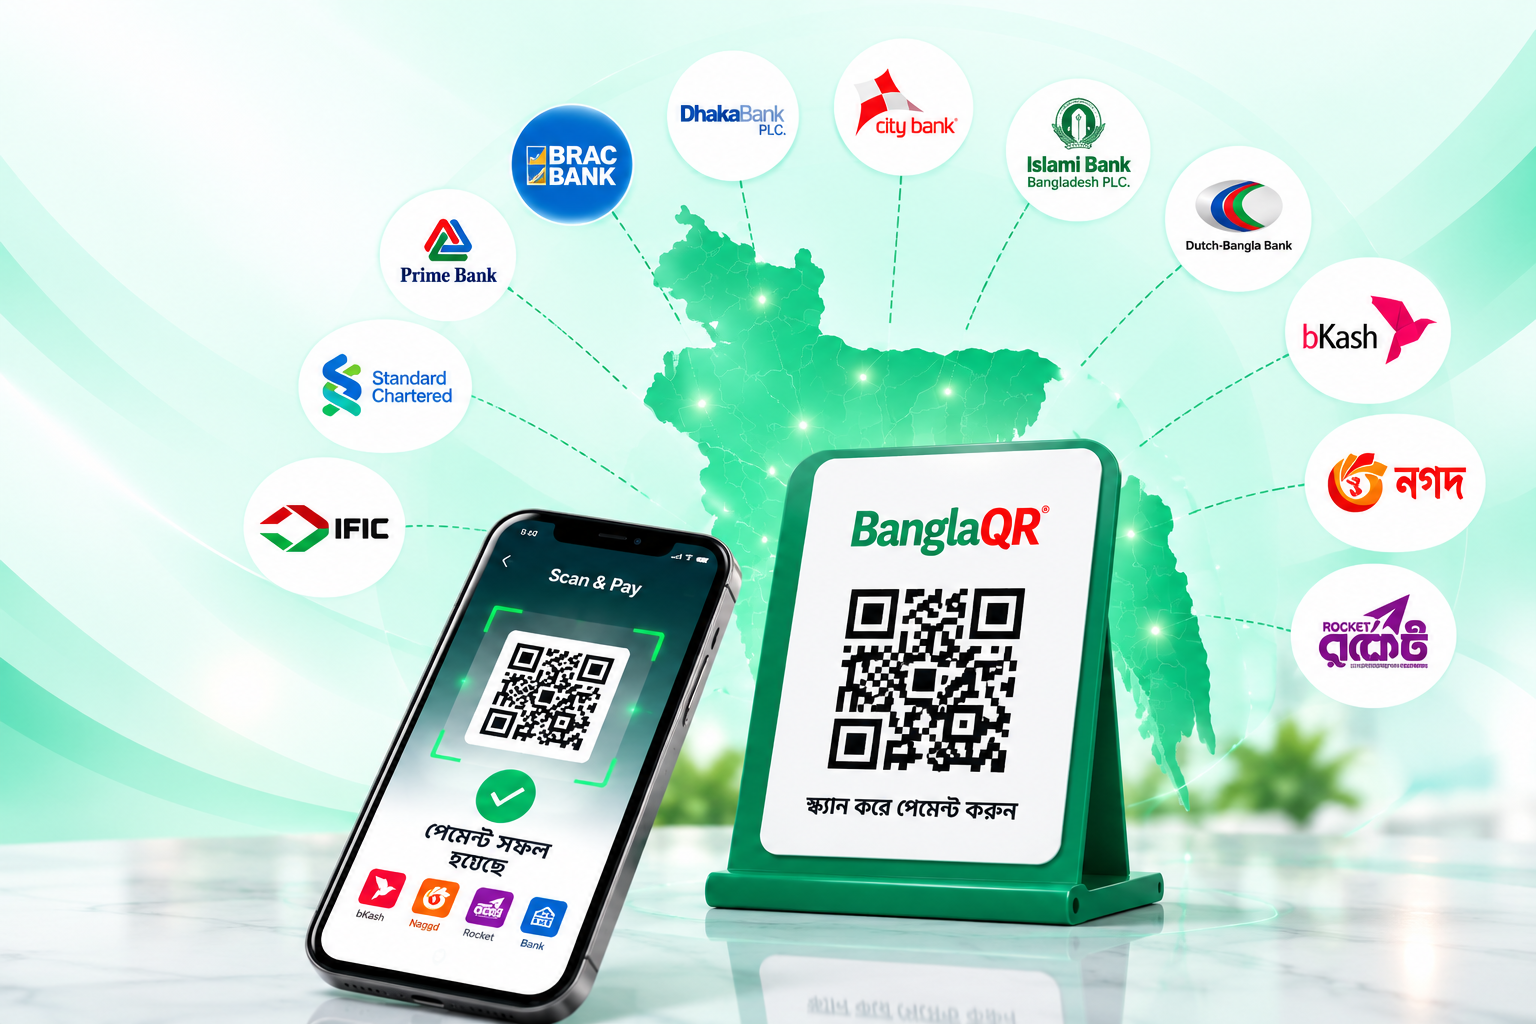 DhakaBank
PLC.
city bank
BRAC
BANK
Islami Bank
Bangladesh PLC.
Dutch-Bangla Bank
Prime Bank
bKash
Standard
Chartered
নগদ
IFIC
ROCKET
রকেট
BanglaQR®
স্ক্যান করে পেমেন্ট করুন
Scan & Pay
পেমেন্ট সফল
হয়েছে
bKash
Naggd
Rocket
Bank